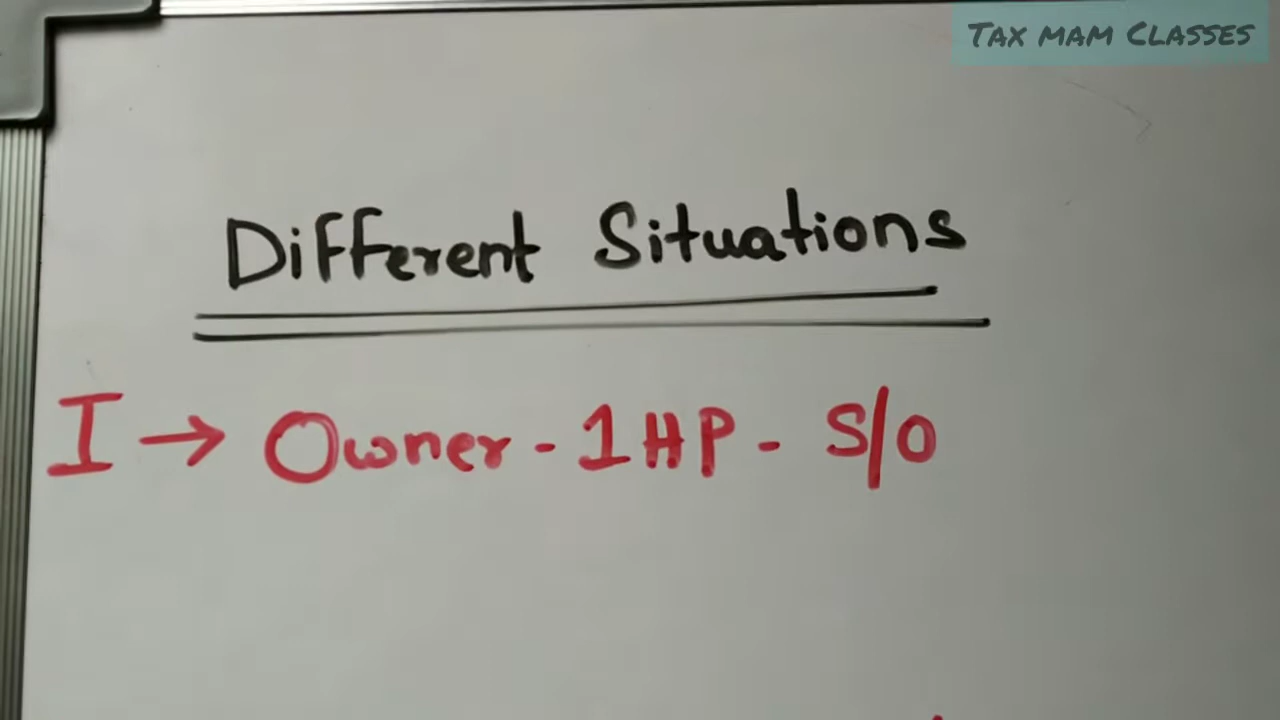 TAX MAM CLASSES
Different Situations
I → Owner - 1 HP - S/O